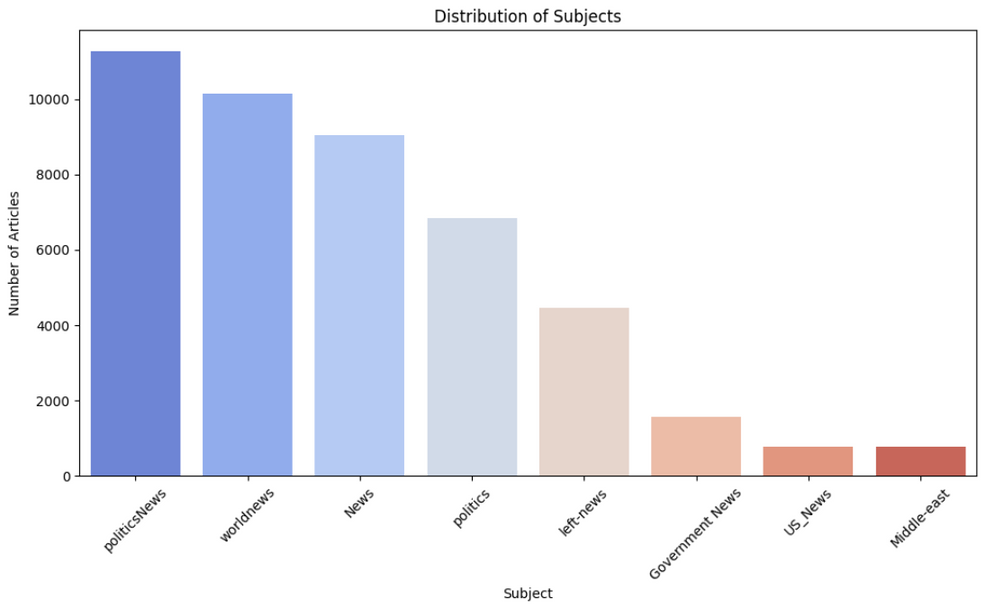 Distribution of Subjects
Number of Articles
10000
8000
6000
4000
2000
0
politicsNews
worldnews
News
politics
left-news
Government News
US_News
Middle-east
Subject